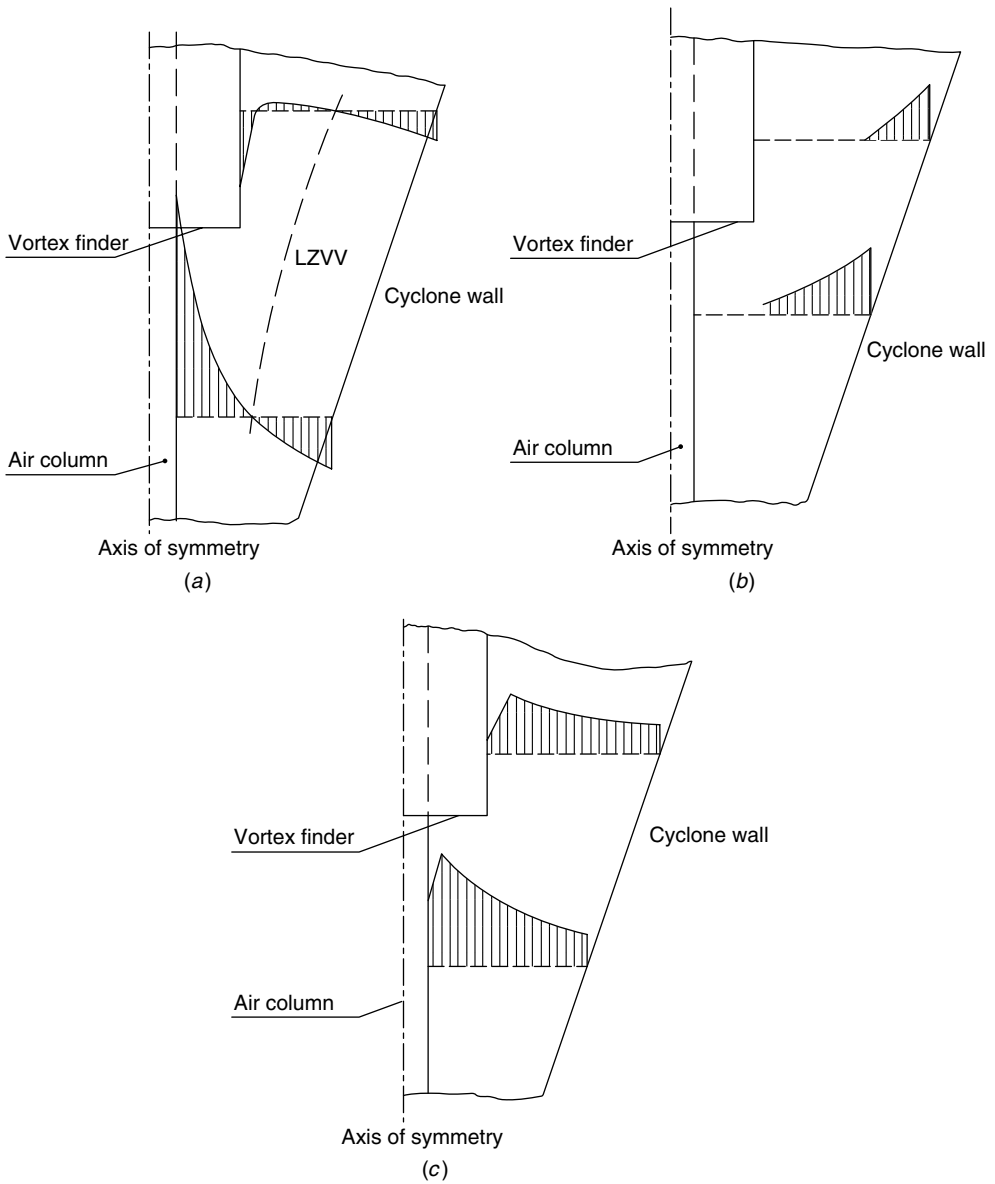 Vortex finder
LZVV
Cyclone wall
Air column
Axis of symmetry
(a)
Vortex finder
Cyclone wall
Air column
Axis of symmetry
(b)
Vortex finder
Cyclone wall
Air column
Axis of symmetry
(c)